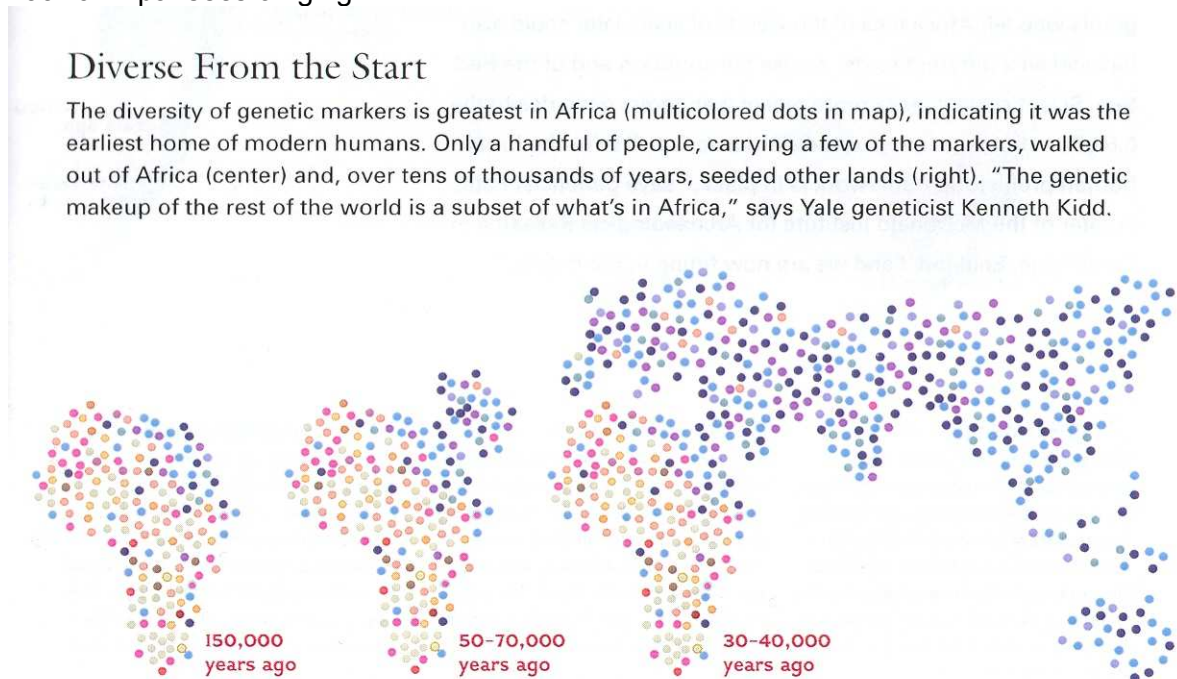 Diverse From the Start
The diversity of genetic markers is greatest in Africa (multicolored dots in map), indicating it was the
earliest home of modern humans. Only a handful of people, carrying a few of the markers, walked
out of Africa (center) and, over tens of thousands of years, seeded other lands (right). “The genetic
makeup of the rest of the world is a subset of what’s in Africa,” says Yale geneticist Kenneth Kidd.
150,000
years ago
50–70,000
years ago
30–40,000
years ago